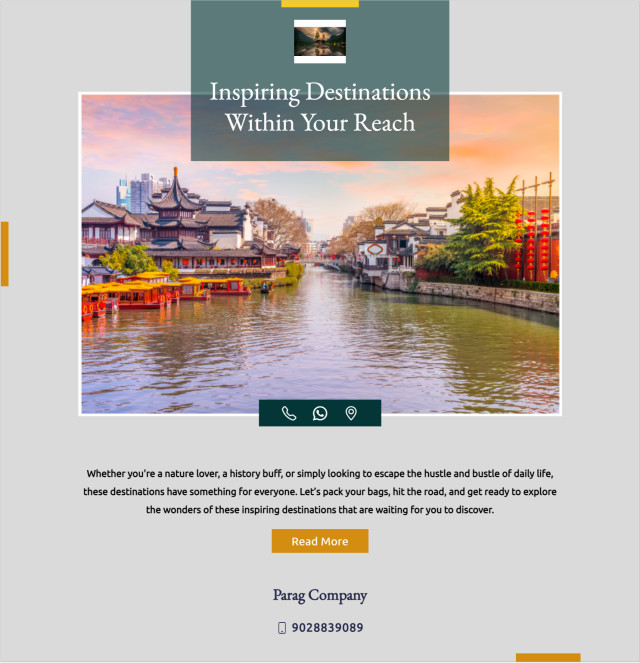 Inspiring Destinations
Within Your Reach
Whether you're a nature lover, a history buff, or simply looking to escape the hustle and bustle of daily life,
these destinations have something for everyone. Let's pack your bags, hit the road, and get ready to explore
the wonders of these inspiring destinations that are waiting for you to discover.
Read More
Parag Company
9028839089